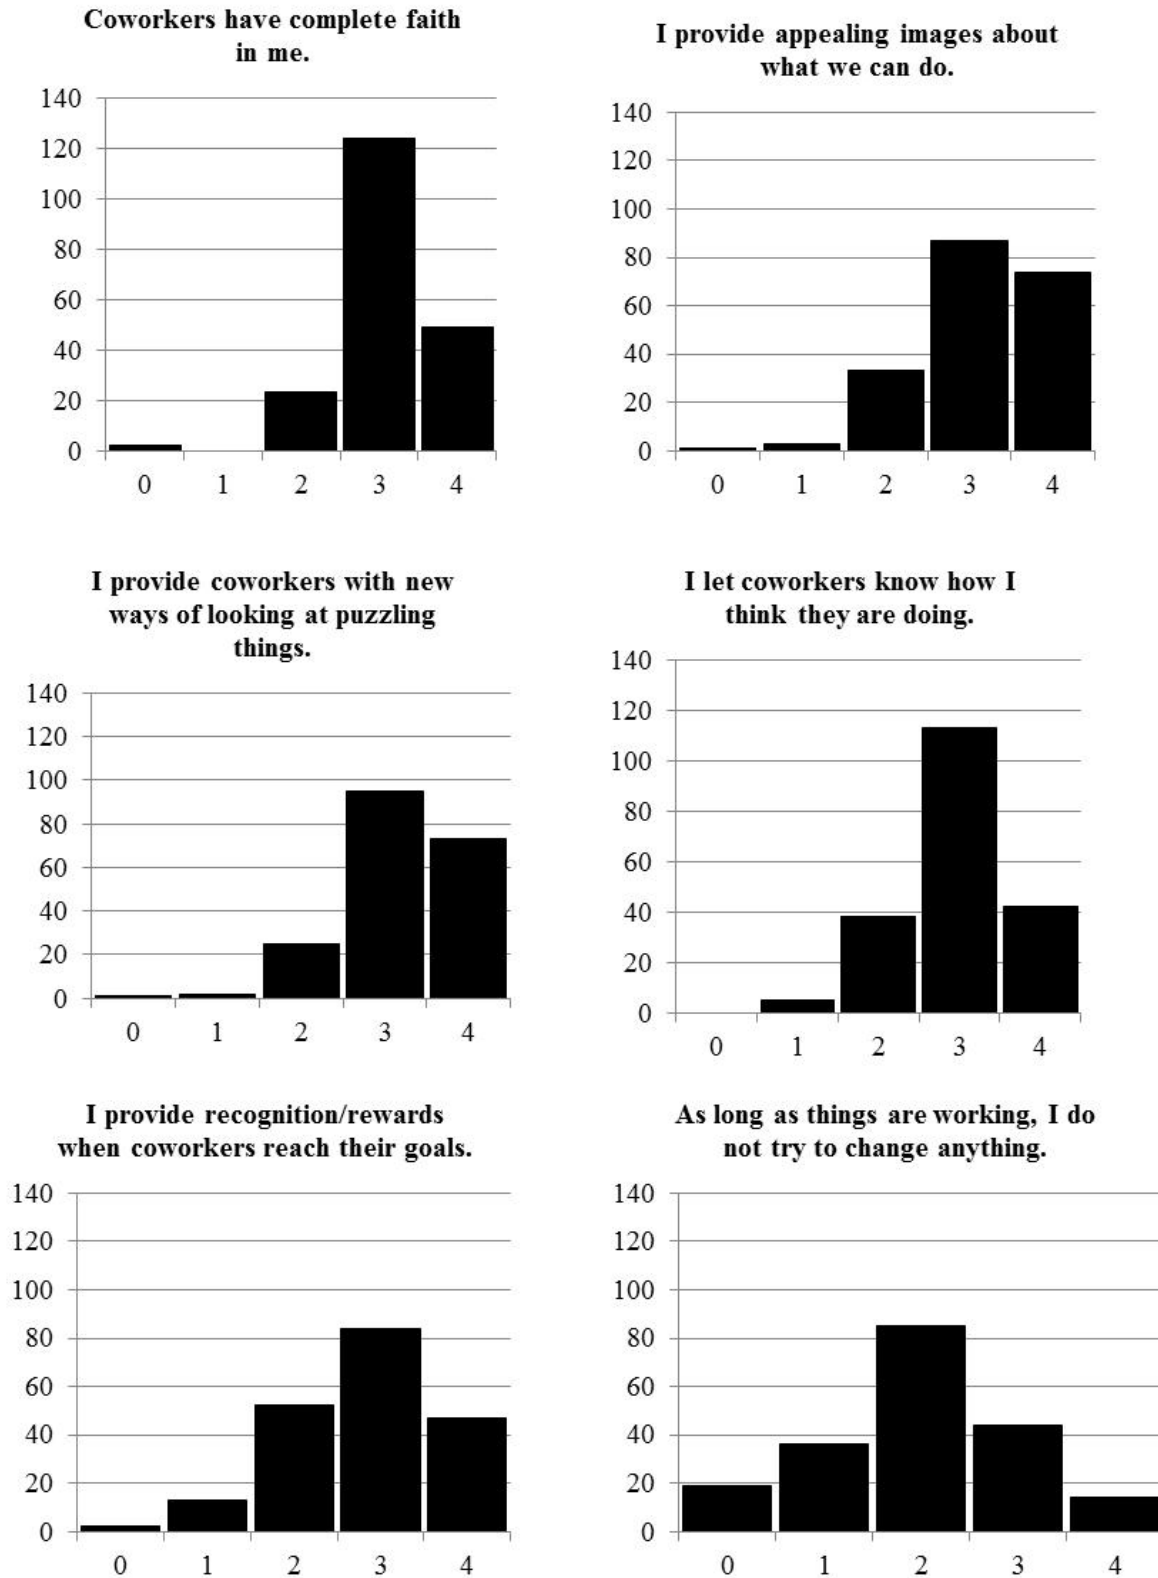 Coworkers have complete faith
in me.
140
120
100
80
60
40
20
0
0 1 2 3 4
I provide appealing images about
what we can do.
140
120
100
80
60
40
20
0
0 1 2 3 4
I provide coworkers with new
ways of looking at puzzling
things.
140
120
100
80
60
40
20
0
0 1 2 3 4
I let coworkers know how I
think they are doing.
140
120
100
80
60
40
20
0
0 1 2 3 4
I provide recognition/rewards
when coworkers reach their goals.
140
120
100
80
60
40
20
0
0 1 2 3 4
As long as things are working, I do
not try to change anything.
140
120
100
80
60
40
20
0
0 1 2 3 4